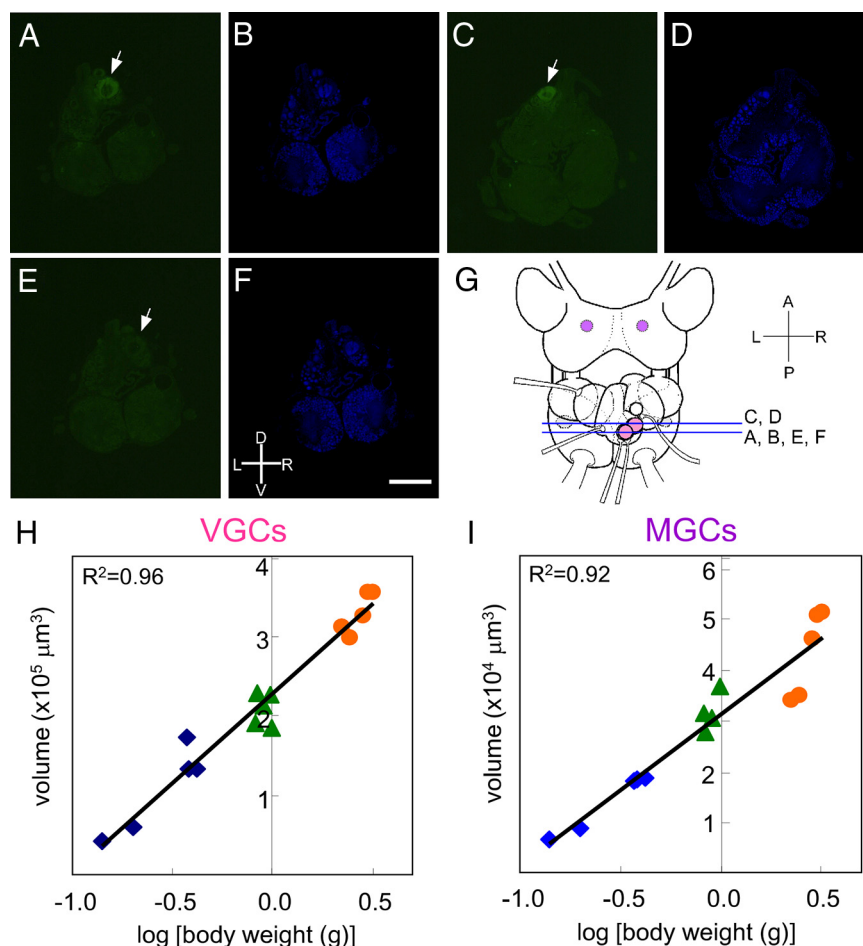 A
B
C
D
E
F
D
L R
V
G
A
L R
P
C, D
A, B, E, F
H
VGCs
R²=0.96
4
3
2
1
volume (x10⁵ μm³)
-1.0 -0.5 0.0 0.5
log [body weight (g)]
I
MGCs
R²=0.92
6
5
4
3
2
1
volume (x10⁴ μm³)
-1.0 -0.5 0.0 0.5
log [body weight (g)]